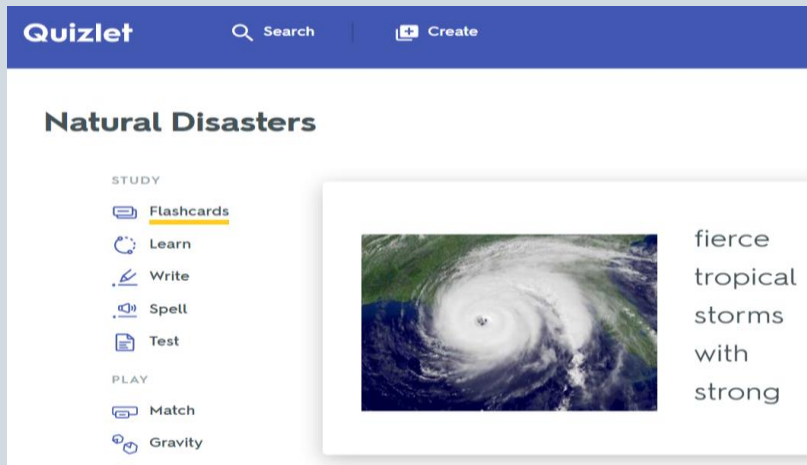 Quizlet Search Create
Natural Disasters
STUDY
Flashcards
Learn
Write
Spell
Test
PLAY
Match
Gravity
fierce
tropical
storms
with
strong